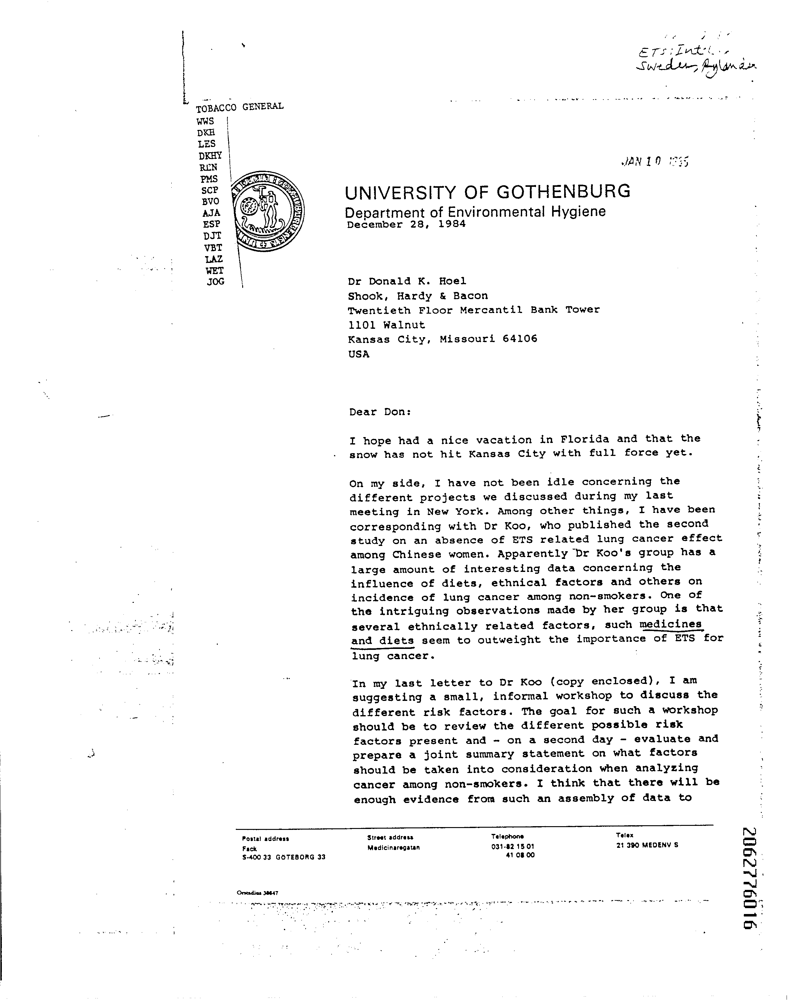 ETS: Int'l
Sweden, Rylander
TOBACCO GENERAL
WWS
DKH
LES
DKHY
RCN
PMS
SCP
BVO
AJA
ESP
DJT
VBT
LAZ
WET
JOG
JAN 10 1985
UNIVERSITY OF GOTHENBURG
Department of Environmental Hygiene
December 28, 1984
Dr Donald K. Hoel
Shook, Hardy & Bacon
Twentieth Floor Mercantil Bank Tower
1101 Walnut
Kansas City, Missouri 64106
USA
Dear Don:
I hope had a nice vacation in Florida and that the
snow has not hit Kansas City with full force yet.
On my side, I have not been idle concerning the
different projects we discussed during my last
meeting in New York. Among other things, I have been
corresponding with Dr Koo, who published the second
study on an absence of ETS related lung cancer effect
among Chinese women. Apparently Dr Koo's group has a
large amount of interesting data concerning the
influence of diets, ethnical factors and others on
incidence of lung cancer among non-smokers. One of
the intriguing observations made by her group is that
several ethnically related factors, such medicines
and diets seem to outweight the importance of ETS for
lung cancer.
In my last letter to Dr Koo (copy enclosed), I am
suggesting a small, informal workshop to discuss the
different risk factors. The goal for such a workshop
should be to review the different possible risk
factors present and - on a second day - evaluate and
prepare a joint summary statement on what factors
should be taken into consideration when analyzing
cancer among non-smokers. I think that there will be
enough evidence from such an assembly of data to
Postal address
Fack
S-400 33 GOTEBORG 33
Street address
Medicinaregatan
Telephone
031-82 15 01
41 08 00
Telex
21 390 MEDENV S
2062776016